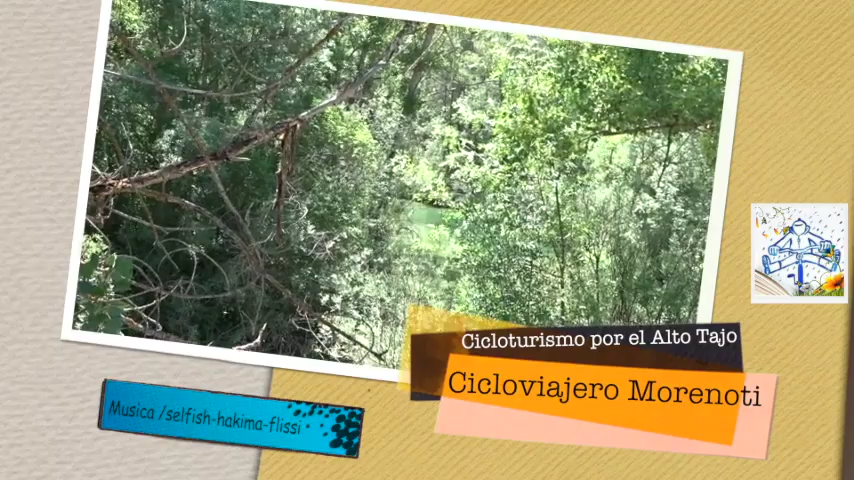 Cicloturismo por el Alto Tajo
Cicloviajero Morenoti
Musica /selfish-hakima-flissi